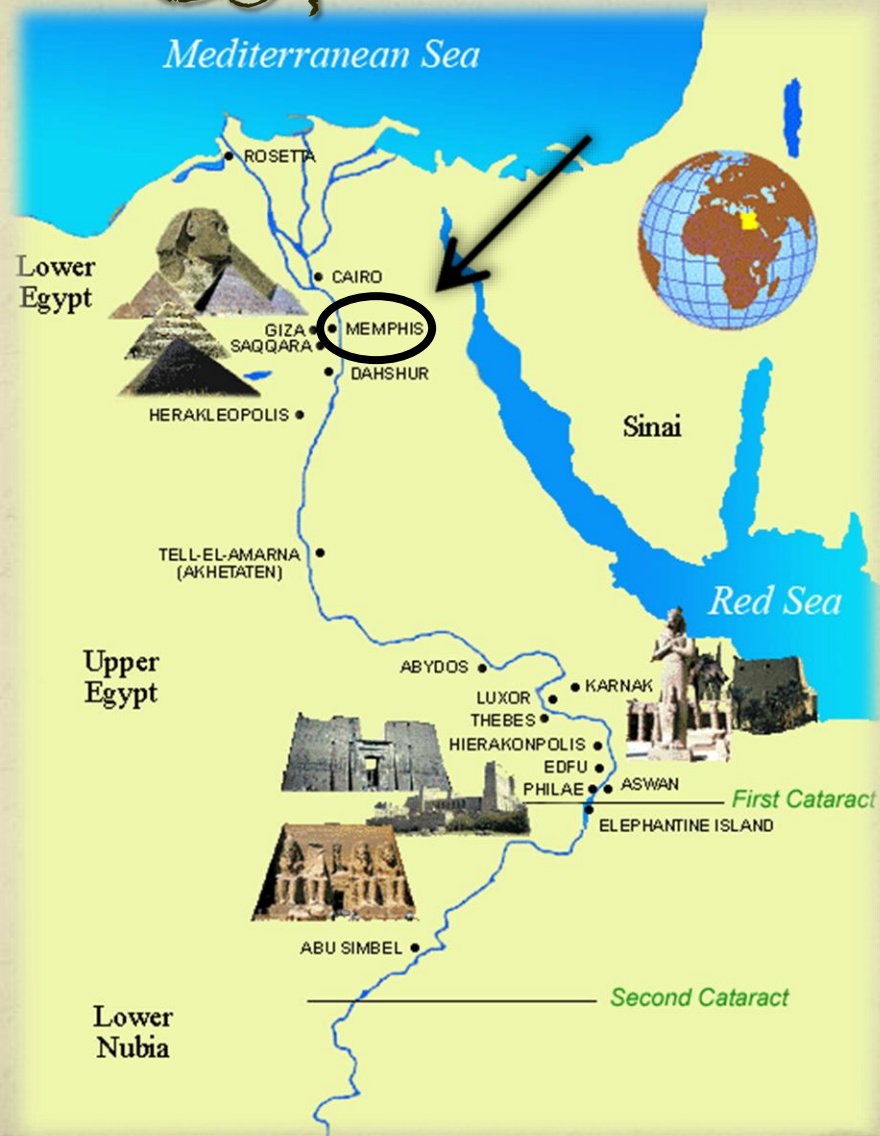 Mediterranean Sea
ROSETTA
Lower
Egypt
CAIRO
GIZA
MEMPHIS
SAQQARA
DAHSHUR
HERAKLEOPOLIS
Sinai
TELL-EL-AMARNA
(AKHETATEN)
Red Sea
Upper
Egypt
ABYDOS
KARNAK
LUXOR
THEBES
HIERAKONPOLIS
EDFU
PHILAE
ASWAN
First Cataract
ELEPHANTINE ISLAND
ABU SIMBEL
Second Cataract
Lower
Nubia